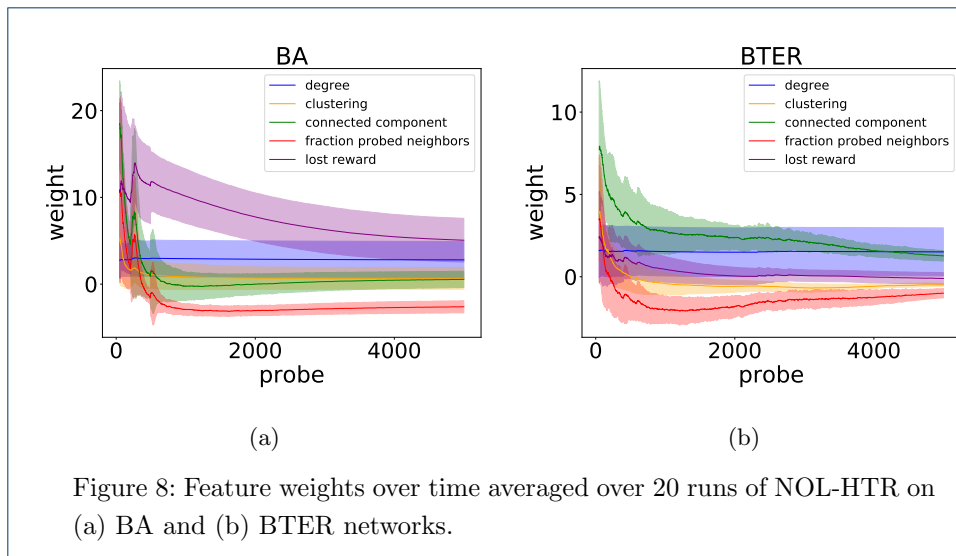 BA
degree
clustering
connected component
fraction probed neighbors
lost reward
20
10
0
weight
0
2000
4000
probe
(a)
BTER
degree
clustering
connected component
fraction probed neighbors
lost reward
10
5
0
weight
0
2000
4000
probe
(b)
Figure 8: Feature weights over time averaged over 20 runs of NOL-HTR on
(a) BA and (b) BTER networks.